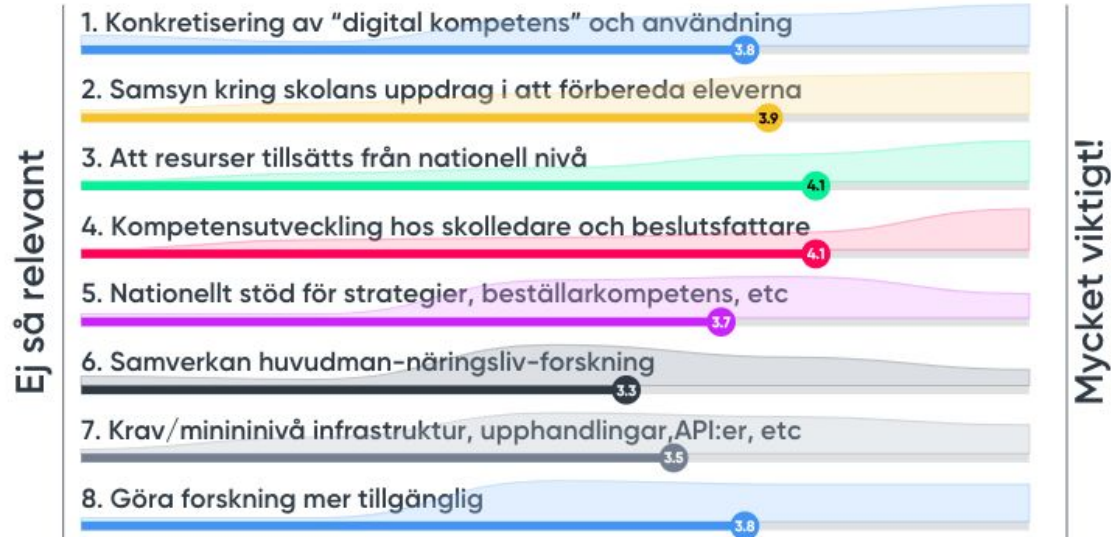 Ej så relevant
1. Konkretisering av “digital kompetens” och användning
3.8
2. Samsyn kring skolans uppdrag i att förbereda eleverna
3.9
3. Att resurser tillsätts från nationell nivå
4.1
4. Kompetensutveckling hos skolledare och beslutsfattare
4.1
5. Nationellt stöd för strategier, beställarkompetens, etc
3.7
6. Samverkan huvudman-näringsliv-forskning
3.3
7. Krav/minininivå infrastruktur, upphandlingar,API:er, etc
3.5
8. Göra forskning mer tillgänglig
3.8
Mycket viktigt!